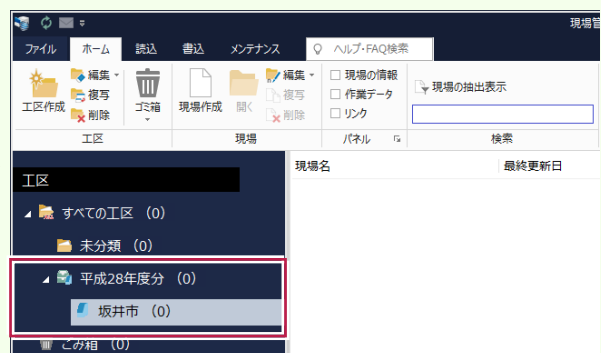 現場管
ファイル ホーム 読込 書込 メンテナンス ヘルプ・FAQ検索
工区作成 編集 複写 削除 ゴミ箱 現場作成 開く 編集 複写 削除 現場の情報 作業データ リンク 現場の抽出表示
工区 現場 パネル 検索
工区 現場名 最終更新日
すべての工区 (0)
未分類 (0)
平成28年度分 (0)
坂井市 (0)
ごみ箱 (0)